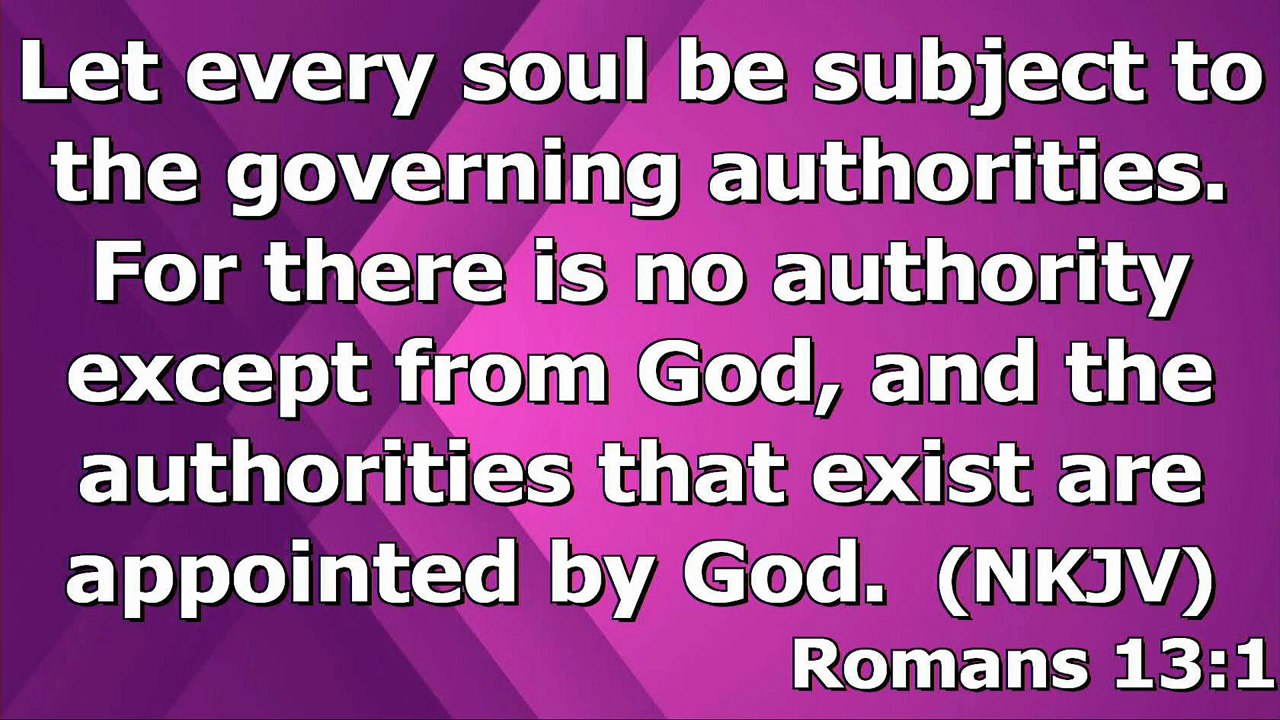 Let every soul be subject to
the governing authorities.
For there is no authority
except from God, and the
authorities that exist are
appointed by God.  (NKJV)
Romans 13:1